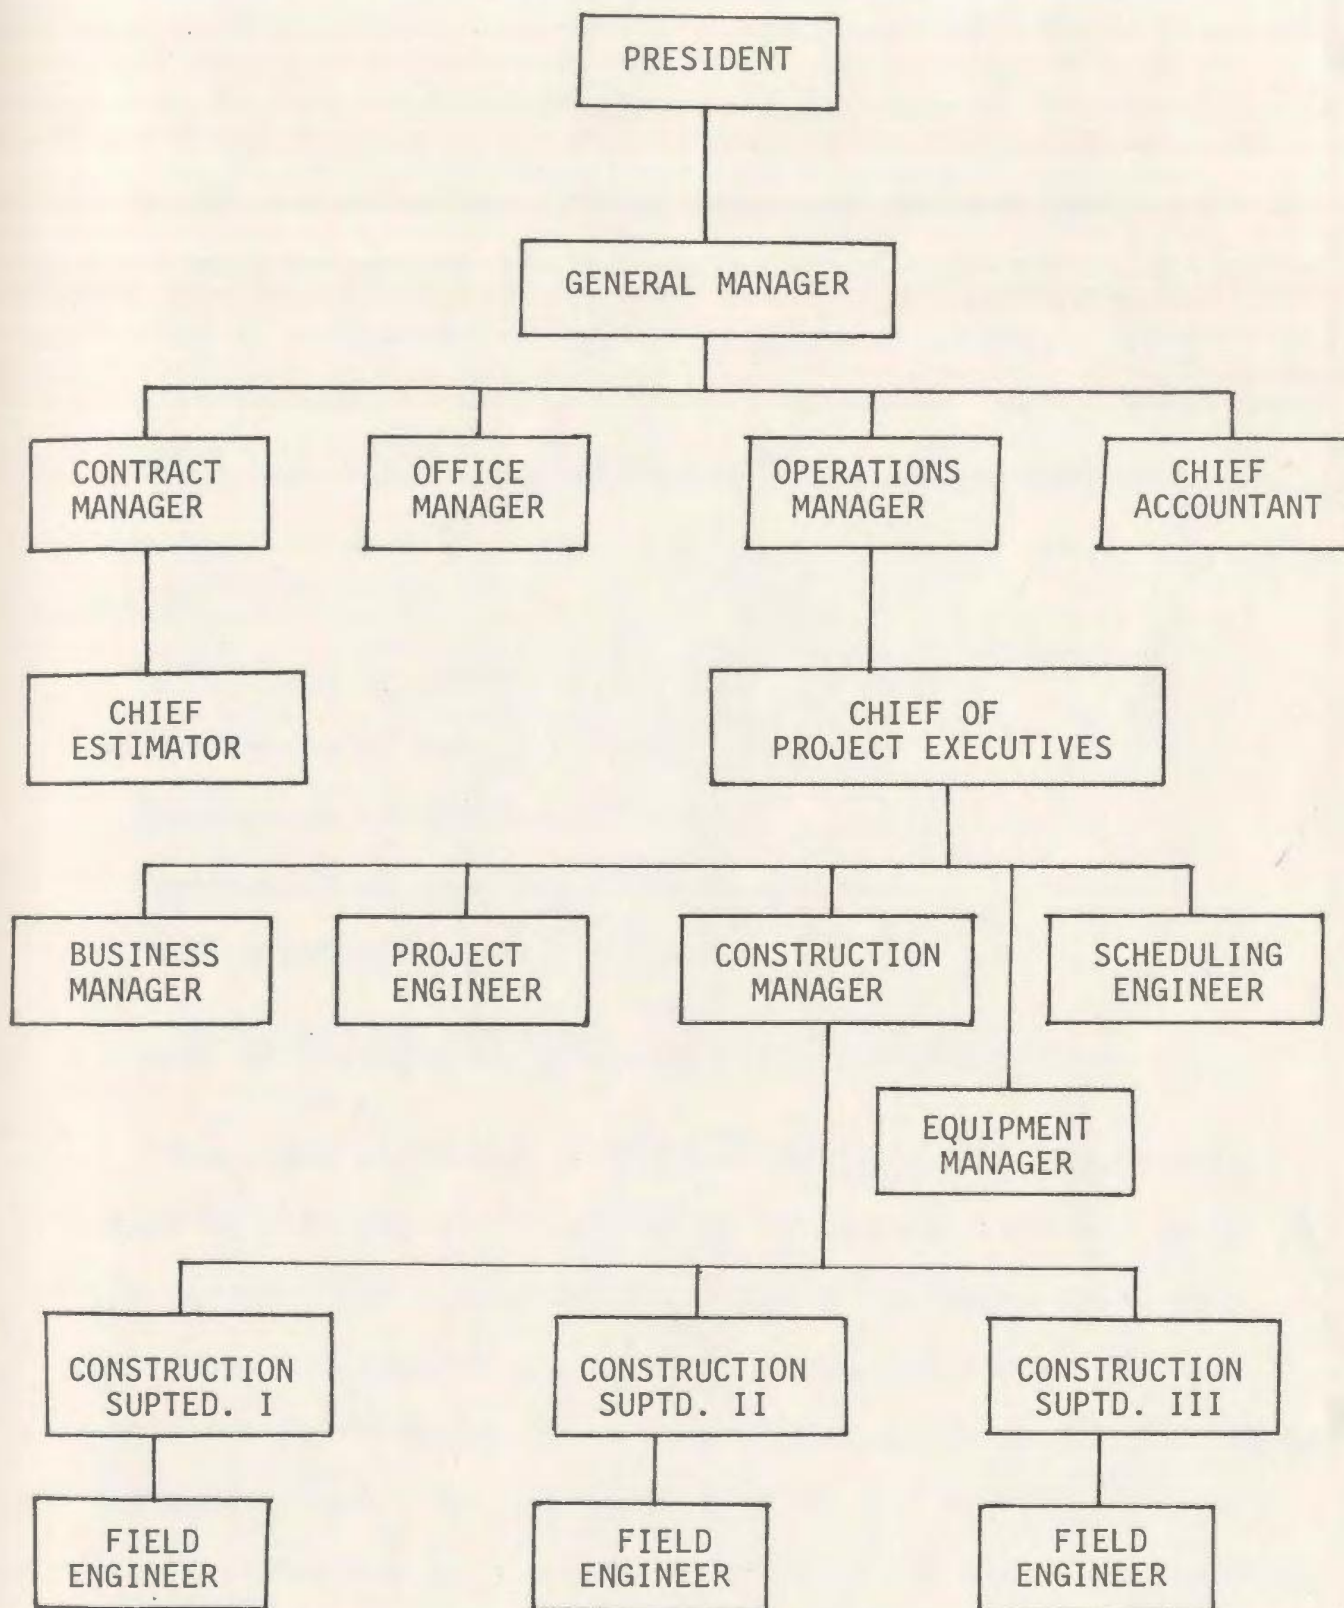 PRESIDENT
GENERAL MANAGER
CONTRACT
MANAGER
OFFICE
MANAGER
OPERATIONS
MANAGER
CHIEF
ACCOUNTANT
CHIEF
ESTIMATOR
CHIEF OF
PROJECT EXECUTIVES
BUSINESS
MANAGER
PROJECT
ENGINEER
CONSTRUCTION
MANAGER
SCHEDULING
ENGINEER
EQUIPMENT
MANAGER
CONSTRUCTION
SUPTED. I
CONSTRUCTION
SUPTD. II
CONSTRUCTION
SUPTD. III
FIELD
ENGINEER
FIELD
ENGINEER
FIELD
ENGINEER